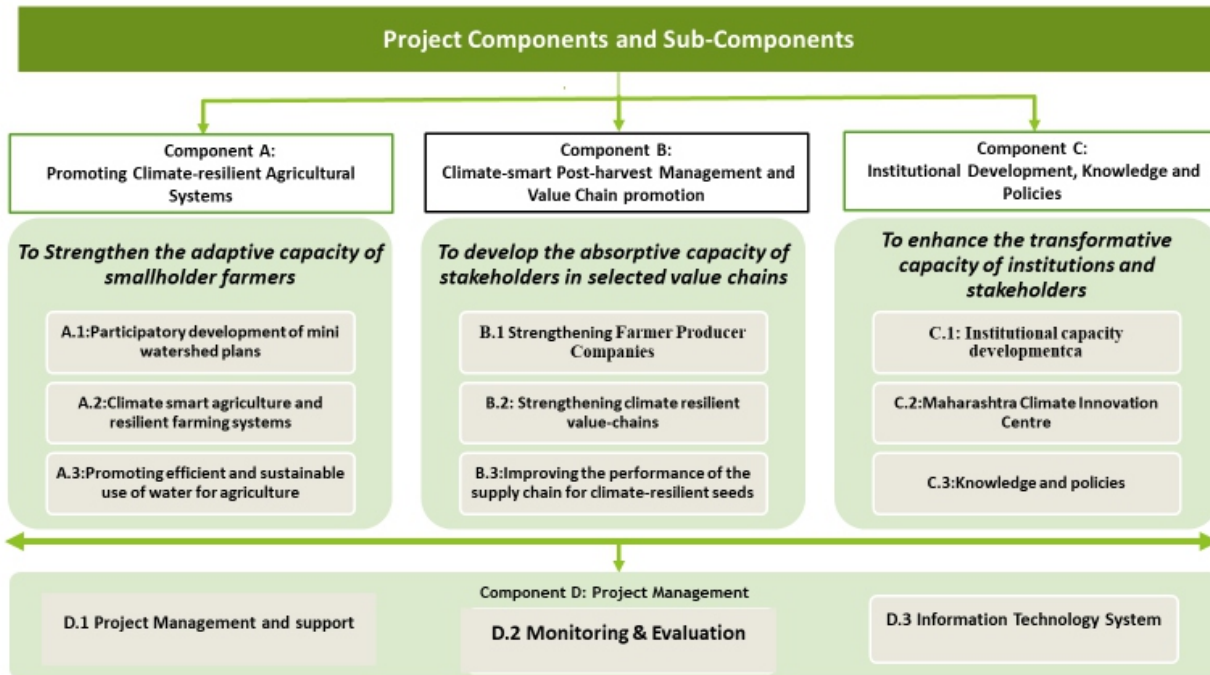 Project Components and Sub-Components
Component A:
Promoting Climate-resilient Agricultural
Systems
To Strengthen the adaptive capacity of
smallholder farmers
A.1:Participatory development of mini
watershed plans
A.2:Climate smart agriculture and
resilient farming systems
A.3:Promoting efficient and sustainable
use of water for agriculture
Component B:
Climate-smart Post-harvest Management and
Value Chain promotion
To develop the absorptive capacity of
stakeholders in selected value chains
B.1 Strengthening Farmer Producer
Companies
B.2: Strengthening climate resilient
value-chains
B.3:Improving the performance of the
supply chain for climate-resilient seeds
Component C:
Institutional Development, Knowledge and
Policies
To enhance the transformative
capacity of institutions and
stakeholders
C.1: Institutional capacity
developmentca
C.2:Maharashtra Climate Innovation
Centre
C.3:Knowledge and policies
Component D: Project Management
D.1 Project Management and support
D.2 Monitoring & Evaluation
D.3 Information Technology System